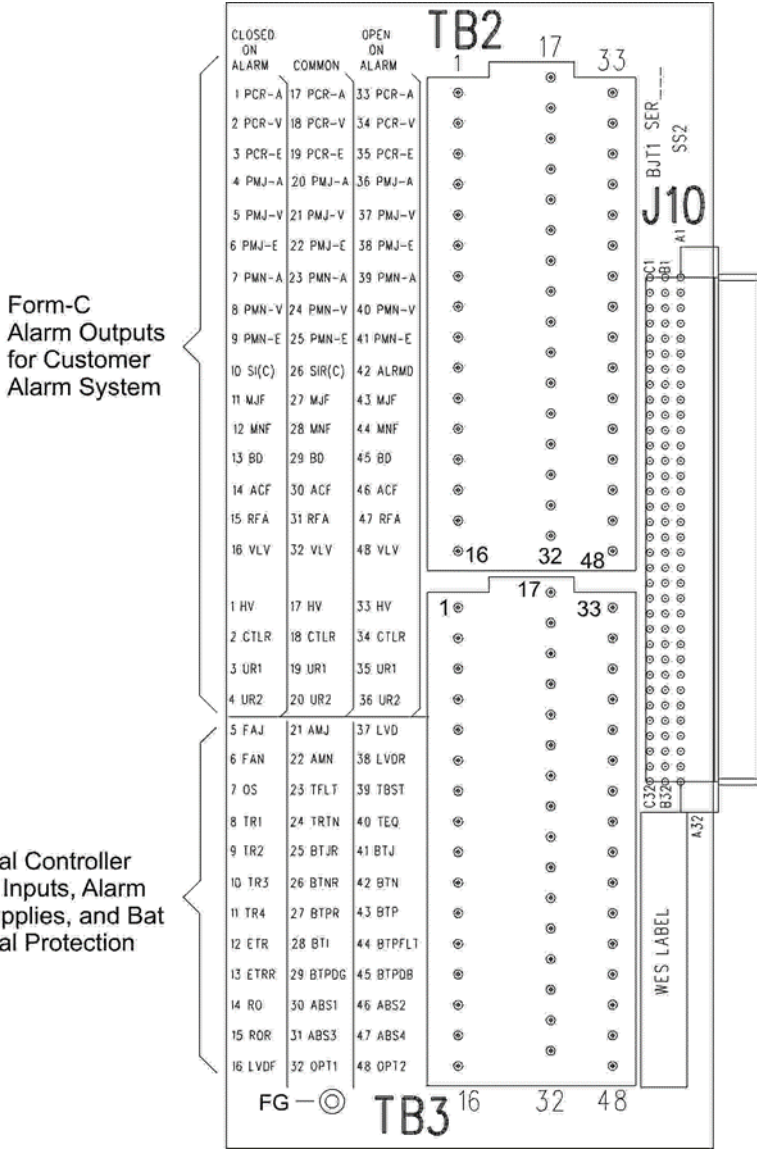 CLOSED ON ALARM
COMMON
OPEN ON ALARM
TB2
1 17 33
1 PCR-A 17 PCR-A 33 PCR-A
2 PCR-V 18 PCR-V 34 PCR-V
3 PCR-E 19 PCR-E 35 PCR-E
4 PMJ-A 20 PMJ-A 36 PMJ-A
5 PMJ-V 21 PMJ-V 37 PMJ-V
6 PMJ-E 22 PMJ-E 38 PMJ-E
7 PMN-A 23 PMN-A 39 PMN-A
8 PMN-V 24 PMN-V 40 PMN-V
9 PMN-E 25 PMN-E 41 PMN-E
10 SI(C) 26 SIR(C) 42 ALRMD
11 MJF 27 MJF 43 MJF
12 MNF 28 MNF 44 MNF
13 BD 29 BD 45 BD
14 ACF 30 ACF 46 ACF
15 RFA 31 RFA 47 RFA
16 VLV 32 VLV 48 VLV
16 32 48
Form-C
Alarm Outputs
for Customer
Alarm System
BJT1 SER___
SS2
J10
A1
C1
B1
1 17 33
1 HV 17 HV 33 HV
2 CTLR 18 CTLR 34 CTLR
3 UR1 19 UR1 35 UR1
4 UR2 20 UR2 36 UR2
5 FAJ 21 AMJ 37 LVD
6 FAN 22 AMN 38 LVDR
7 OS 23 TFLT 39 TBST
8 TR1 24 TRTN 40 TEQ
9 TR2 25 BTJR 41 BTJ
10 TR3 26 BTNR 42 BTN
11 TR4 27 BTPR 43 BTP
12 ETR 28 BTI 44 BTPFLT
13 ETRR 29 BTPDG 45 BTPDB
14 RO 30 ABS1 46 ABS2
15 ROR 31 ABS3 47 ABS4
16 LVDF 32 OPT1 48 OPT2
al Controller
Inputs, Alarm
pplies, and Bat
al Protection
C32
B32
A32
WES LABEL
FG
TB3
16 32 48